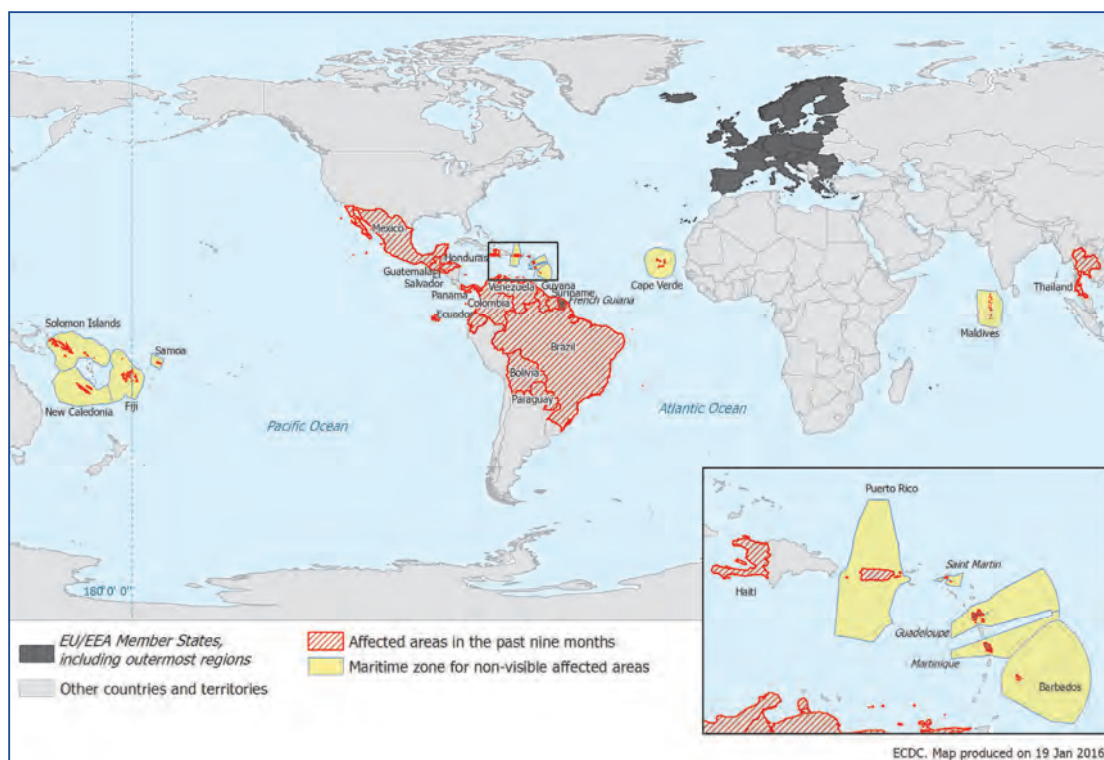 Mexico
Honduras
Guatemala
El
Salvador
Panama
Venezuela
Guyana
Suriname
French Guiana
Colombia
Ecuador
Brazil
Bolivia
Paraguay
Cape Verde
Thailand
Maldives
Solomon Islands
Samoa
New Caledonia
Fiji
Pacific Ocean
Atlantic Ocean
180°0' 0"
Puerto Rico
Saint Martin
Haiti
Guadeloupe
Martinique
Barbados
EU/EEA Member States,
including outermost regions
Other countries and territories
Affected areas in the past nine months
Maritime zone for non-visible affected areas
ECDC. Map produced on 19 Jan 2016